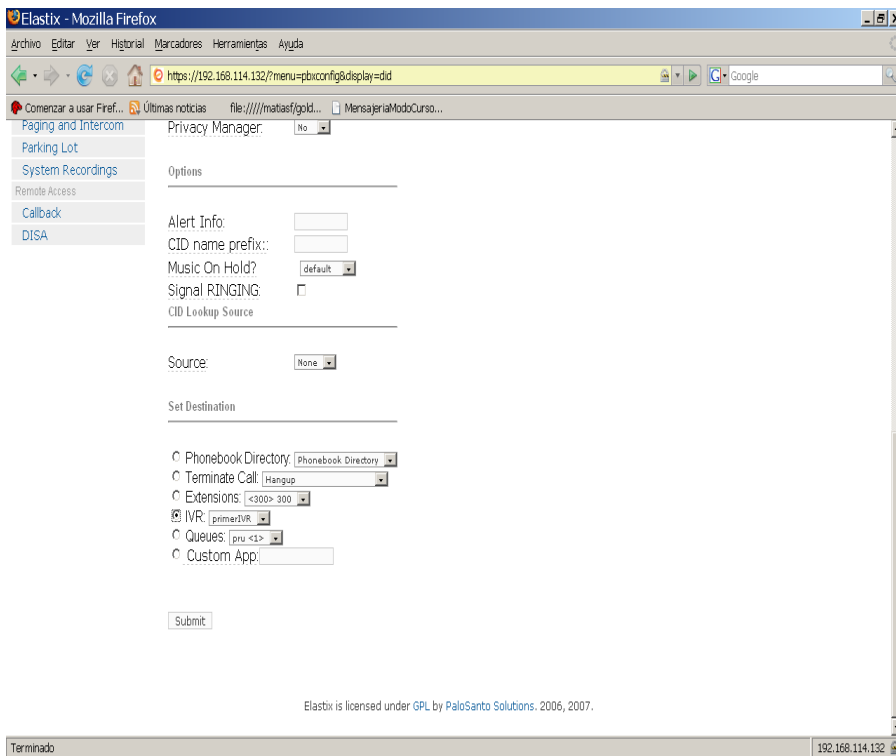 Elastix - Mozilla Firefox
Archivo Editar Ver Historial Marcadores Herramientas Ayuda
https://192.168.114.132/?menu=pbxconfig&display=did
Google
Comenzar a usar Firef... Últimas noticias file://///matiasf/gold... MensajeriaModoCurso...
Paging and Intercom
Parking Lot
System Recordings
Remote Access
Callback
DISA
Privacy Manager: No
Options
Alert Info:
CID name prefix::
Music On Hold? default
Signal RINGING:
CID Lookup Source
Source: None
Set Destination
Phonebook Directory: Phonebook Directory
Terminate Call: Hangup
Extensions: <300> 300
IVR: primerIVR
Queues: pru <1>
Custom App:
Submit
Elastix is licensed under GPL by PaloSanto Solutions. 2006, 2007.
Terminado 192.168.114.132